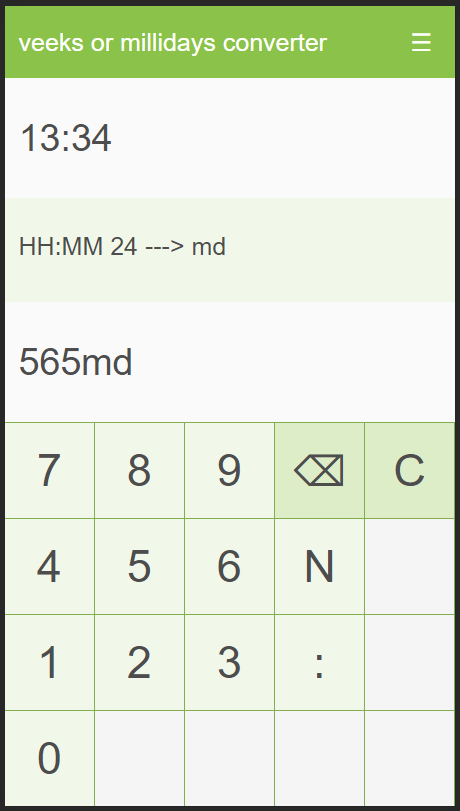 veeks or millidays converter ☰
13:34
HH:MM 24 ---> md
565md
7 8 9 ⌫ C
4 5 6 N
1 2 3 :
0